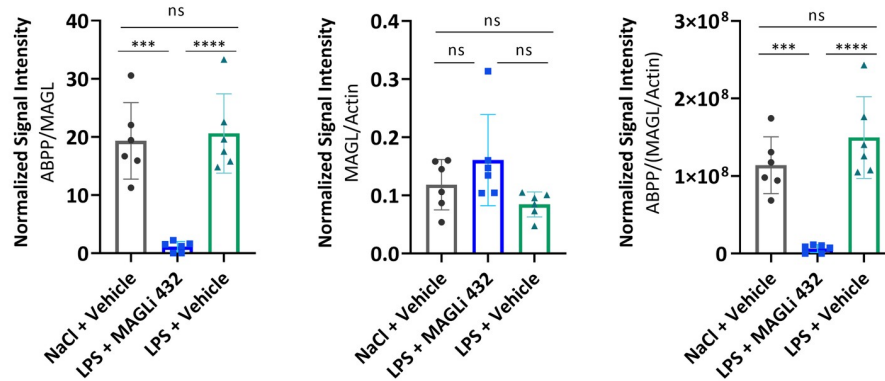 Normalized Signal Intensity
ABPP/MAGL
40
30
20
10
0
ns
***
****
NaCl + Vehicle
LPS + MAGLi 432
LPS + Vehicle
Normalized Signal Intensity
MAGL/Actin
0.4
0.3
0.2
0.1
0.0
ns
ns
ns
NaCl + Vehicle
LPS + MAGLi 432
LPS + Vehicle
Normalized Signal Intensity
ABPP/(MAGL/Actin)
3×10⁸
2×10⁸
1×10⁸
0
ns
***
****
NaCl + Vehicle
LPS + MAGLi 432
LPS + Vehicle